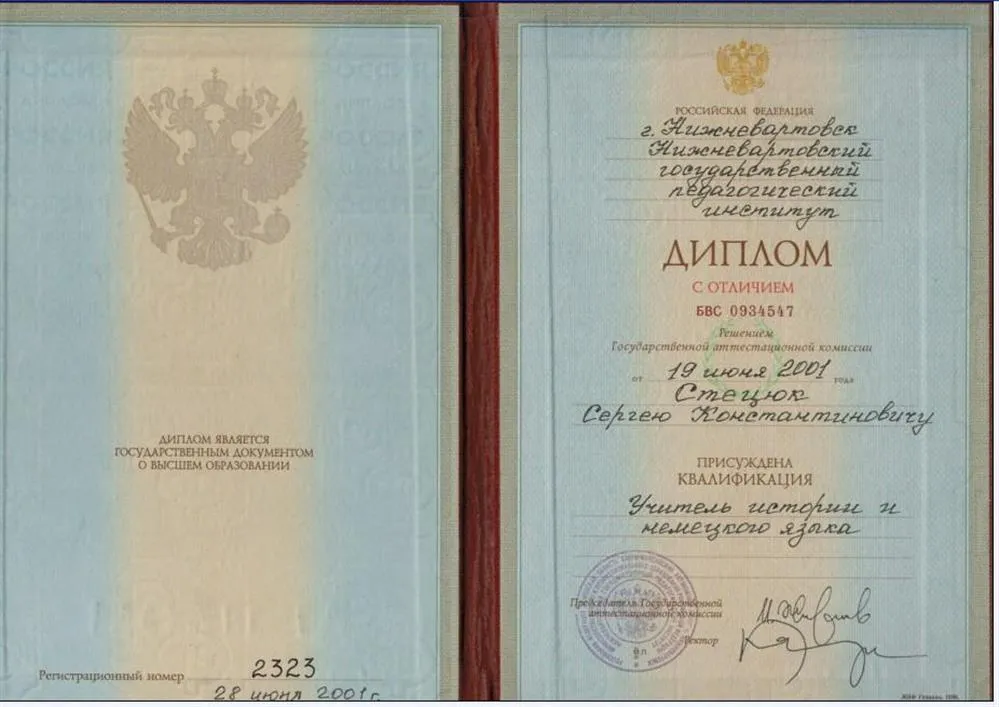 ДИПЛОМ ЯВЛЯЕТСЯ
ГОСУДАРСТВЕННЫМ ДОКУМЕНТОМ
О ВЫСШЕМ ОБРАЗОВАНИИ
Регистрационный номер 2323
28 июня 2001 г.
РОССИЙСКАЯ ФЕДЕРАЦИЯ
г. Нижневартовск
Нижневартовский
государственный
педагогический
институт
ДИПЛОМ
С ОТЛИЧИЕМ
БВС 0934547
Решением
Государственной аттестационной комиссии
от 19 июня 2001 года
Стецюк
Сергею Константиновичу
ПРИСУЖДЕНА
КВАЛИФИКАЦИЯ
Учитель истории и
немецкого языка
Председатель Государственной
аттестационной комиссии
Ректор